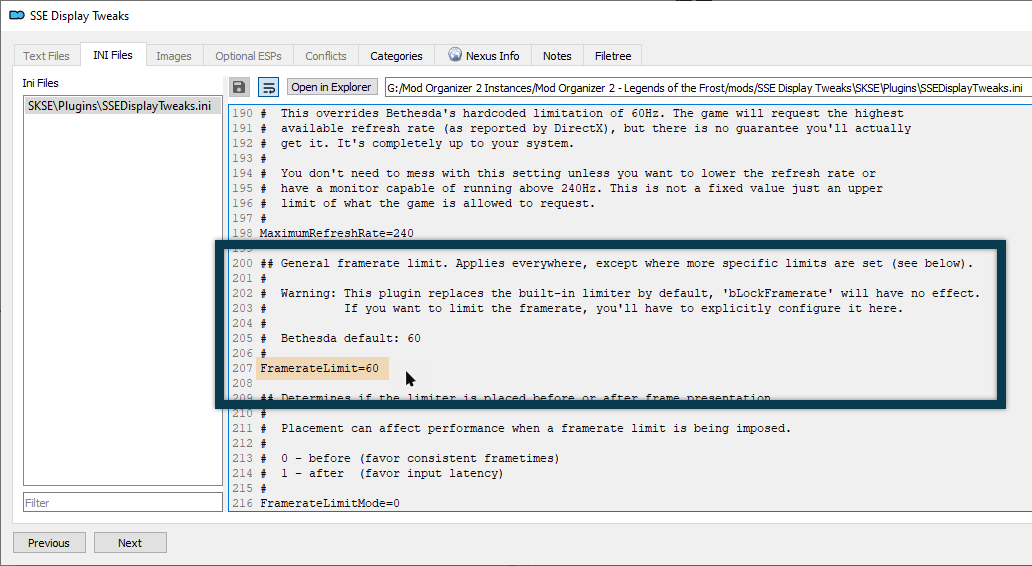 SSE Display Tweaks
Text Files INI Files Images Optional ESPs Conflicts Categories Nexus Info Notes Filetree
Ini Files
SKSE\Plugins\SSEDisplayTweaks.ini
Open in Explorer
G:/Mod Organizer 2 Instances/Mod Organizer 2 - Legends of the Frost/mods/SSE Display Tweaks\SKSE\Plugins\SSEDisplayTweaks.ini
190 #  This overrides Bethesda's hardcoded limitation of 60Hz. The game will request the highest
191 #  available refresh rate (as reported by DirectX), but there is no guarantee you'll actually
192 #  get it. It's completely up to your system.
193 #
194 #  You don't need to mess with this setting unless you want to lower the refresh rate or
195 #  have a monitor capable of running above 240Hz. This is not a fixed value just an upper
196 #  limit of what the game is allowed to request.
197 #
198 MaximumRefreshRate=240
199
200 ## General framerate limit. Applies everywhere, except where more specific limits are set (see below).
201 #
202 #  Warning: This plugin replaces the built-in limiter by default, 'bLockFramerate' will have no effect.
203 #           If you want to limit the framerate, you'll have to explicitly configure it here.
204 #
205 #  Bethesda default: 60
206 #
207 FramerateLimit=60
208
209 ## Determines if the limiter is placed before or after frame presentation
210 #
211 #  Placement can affect performance when a framerate limit is being imposed.
212 #
213 #  0 - before (favor consistent frametimes)
214 #  1 - after  (favor input latency)
215 #
216 FramerateLimitMode=0
Filter
Previous Next